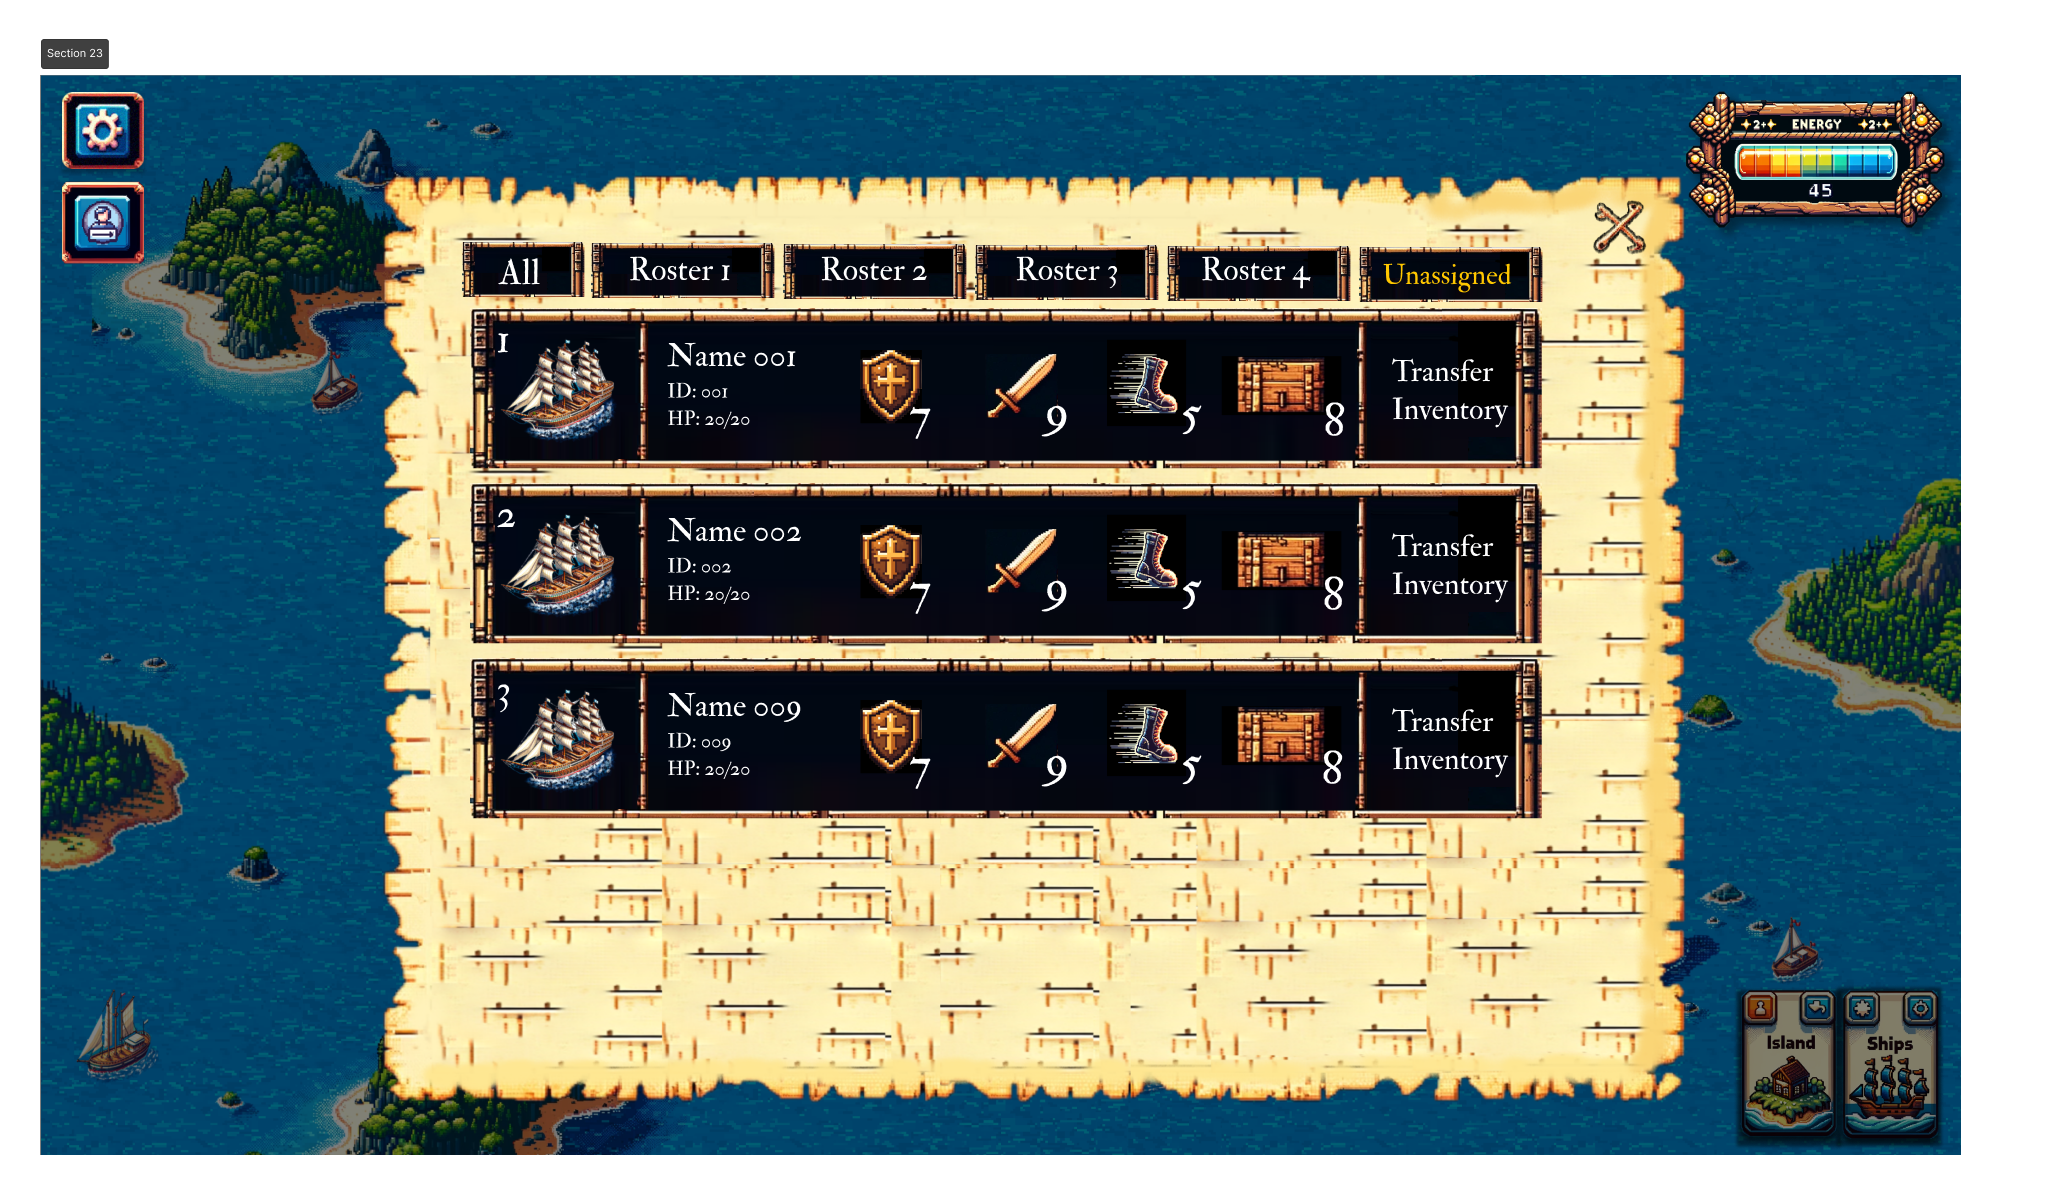 Section 23
2+ ENERGY 2+
45
All Roster 1 Roster 2 Roster 3 Roster 4 Unassigned
1
Name 001
ID: 001
HP: 20/20
7 9 5 8
Transfer
Inventory
2
Name 002
ID: 002
HP: 20/20
7 9 5 8
Transfer
Inventory
3
Name 009
ID: 009
HP: 20/20
7 9 5 8
Transfer
Inventory
Island
Ships